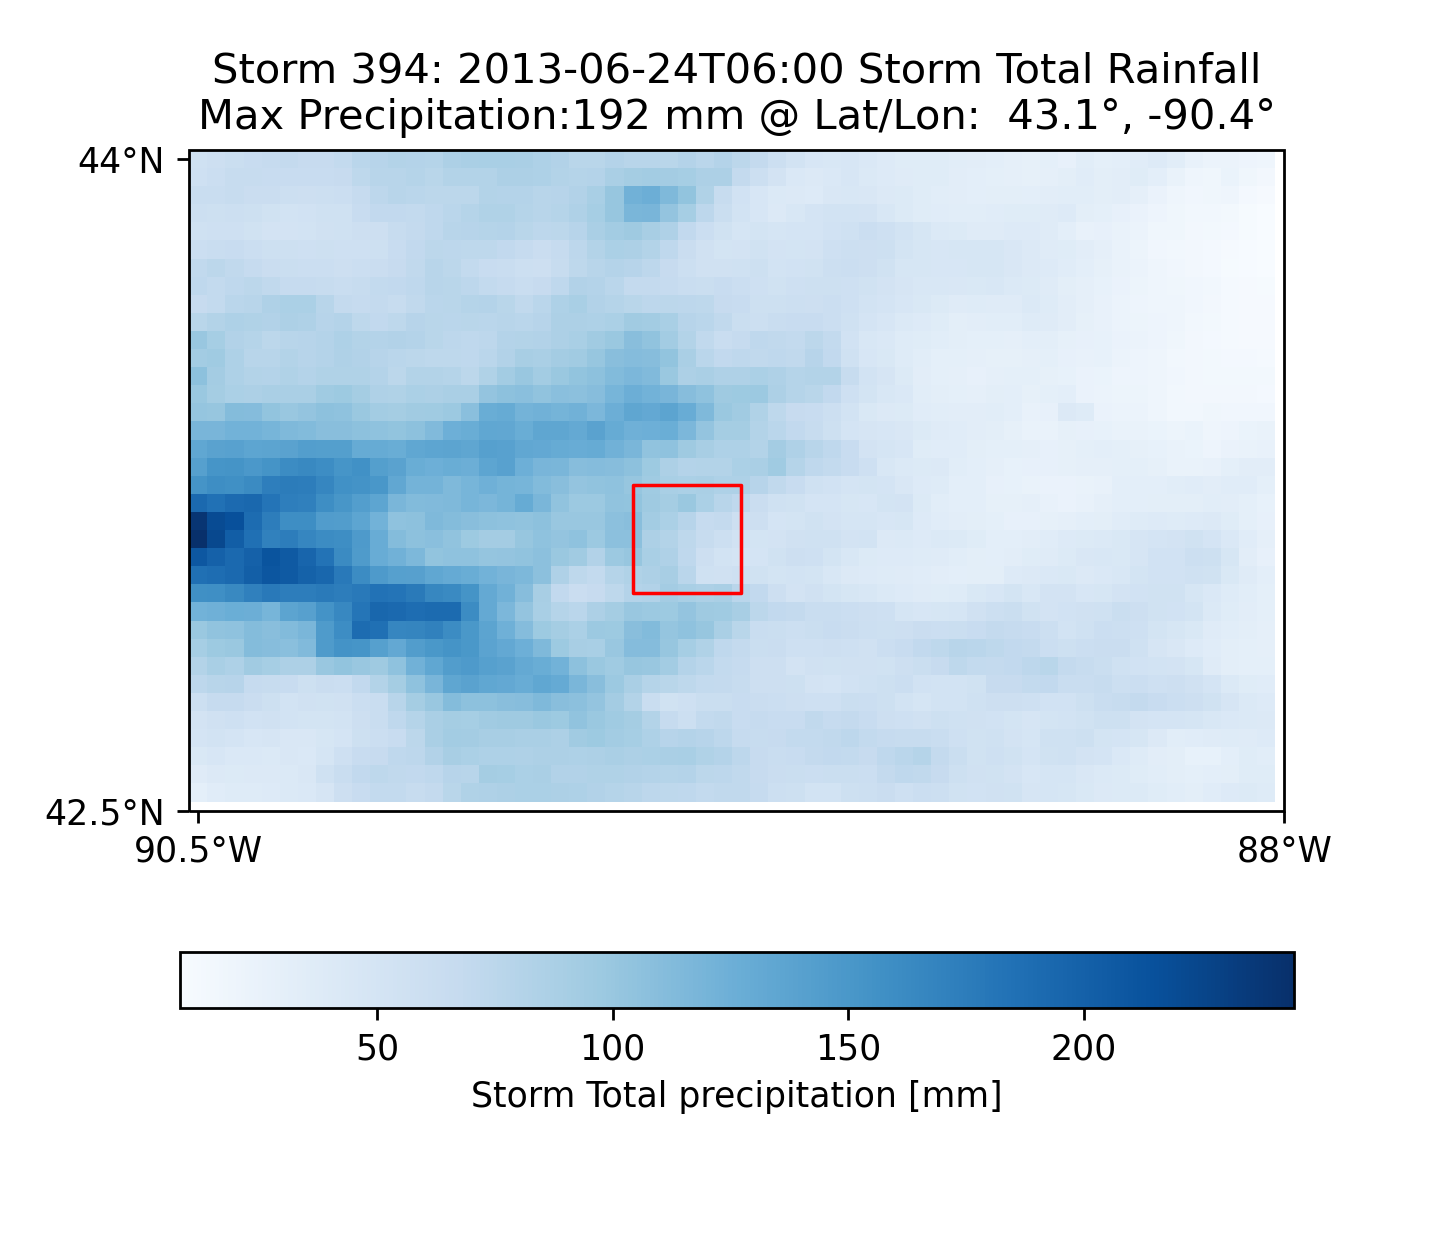 Storm 394: 2013-06-24T06:00 Storm Total Rainfall
Max Precipitation:192 mm @ Lat/Lon:  43.1°, -90.4°
44°N
42.5°N
90.5°W 88°W
50 100 150 200
Storm Total precipitation [mm]